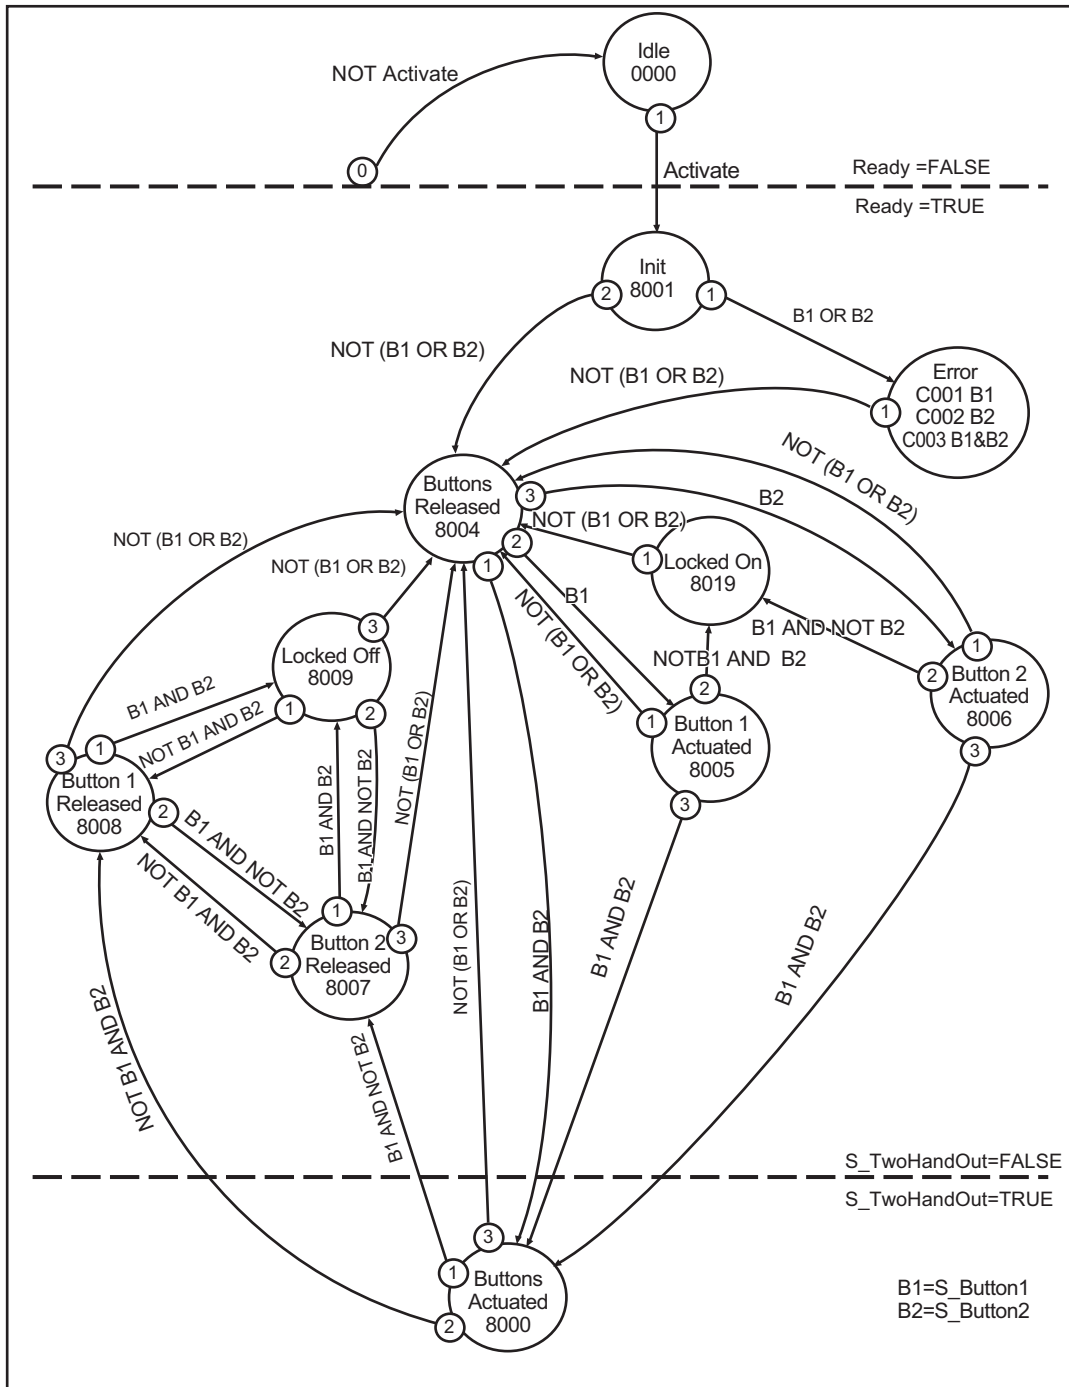 Idle
0000
1
NOT Activate
0
Activate
Ready =FALSE
Ready =TRUE
Init
8001
2
1
B1 OR B2
NOT (B1 OR B2)
NOT (B1 OR B2)
Error
C001 B1
C002 B2
C003 B1&B2
1
NOT (B1 OR B2)
Buttons
Released
8004
3
2
1
B2
NOT (B1 OR B2)
NOT (B1 OR B2)
1
Locked On
8019
B1
NOT (B1 OR B2)
NOT (B1 OR B2)
3
Locked Off
8009
1
2
B1 AND NOT B2
NOTB1 AND B2
1
2
Button 2
Actuated
8006
3
2
1
Button 1
Actuated
8005
3
B1 AND B2
NOT B1 AND B2
3
1
Button 1
Released
8008
2
B1 AND NOT B2
NOT B1 AND B2
B1 AND B2
B1 AND NOT B2
NOT (B1 OR B2)
1
2
3
Button 2
Released
8007
NOT (B1 OR B2)
B1 AND B2
B1 AND B2
B1 AND B2
NOT B1 AND B2
B1 AND NOT B2
S_TwoHandOut=FALSE
S_TwoHandOut=TRUE
3
1
2
Buttons
Actuated
8000
B1=S_Button1
B2=S_Button2